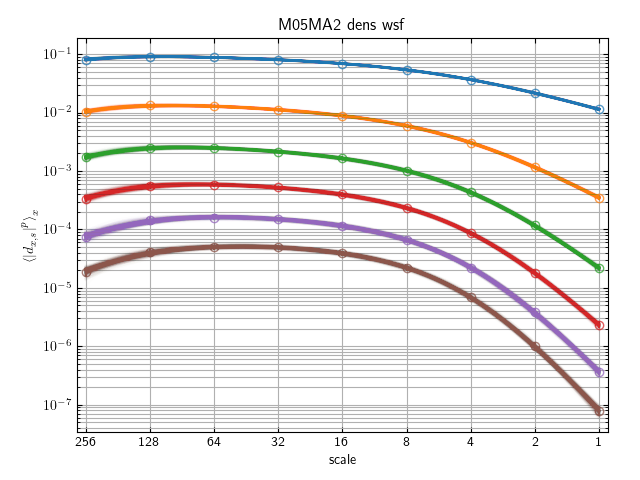 M05MA2 dens wsf
10⁻¹
10⁻²
10⁻³
10⁻⁴
10⁻⁵
10⁻⁶
10⁻⁷
⟨|d_{x,s}|^p⟩_x
256 128 64 32 16 8 4 2 1
scale